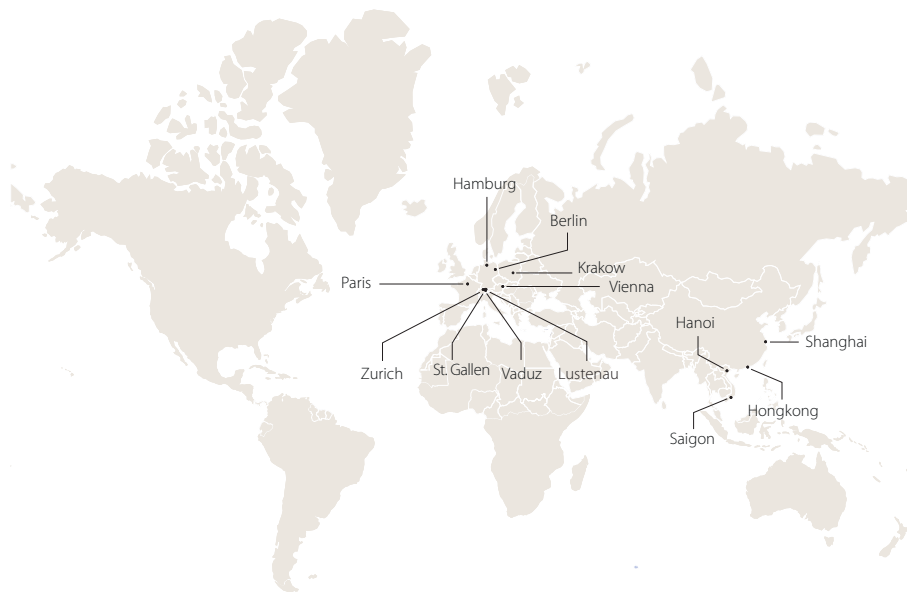 Hamburg
Berlin
Krakow
Paris
Vienna
Hanoi
Shanghai
Zurich
St. Gallen
Vaduz
Lustenau
Hongkong
Saigon